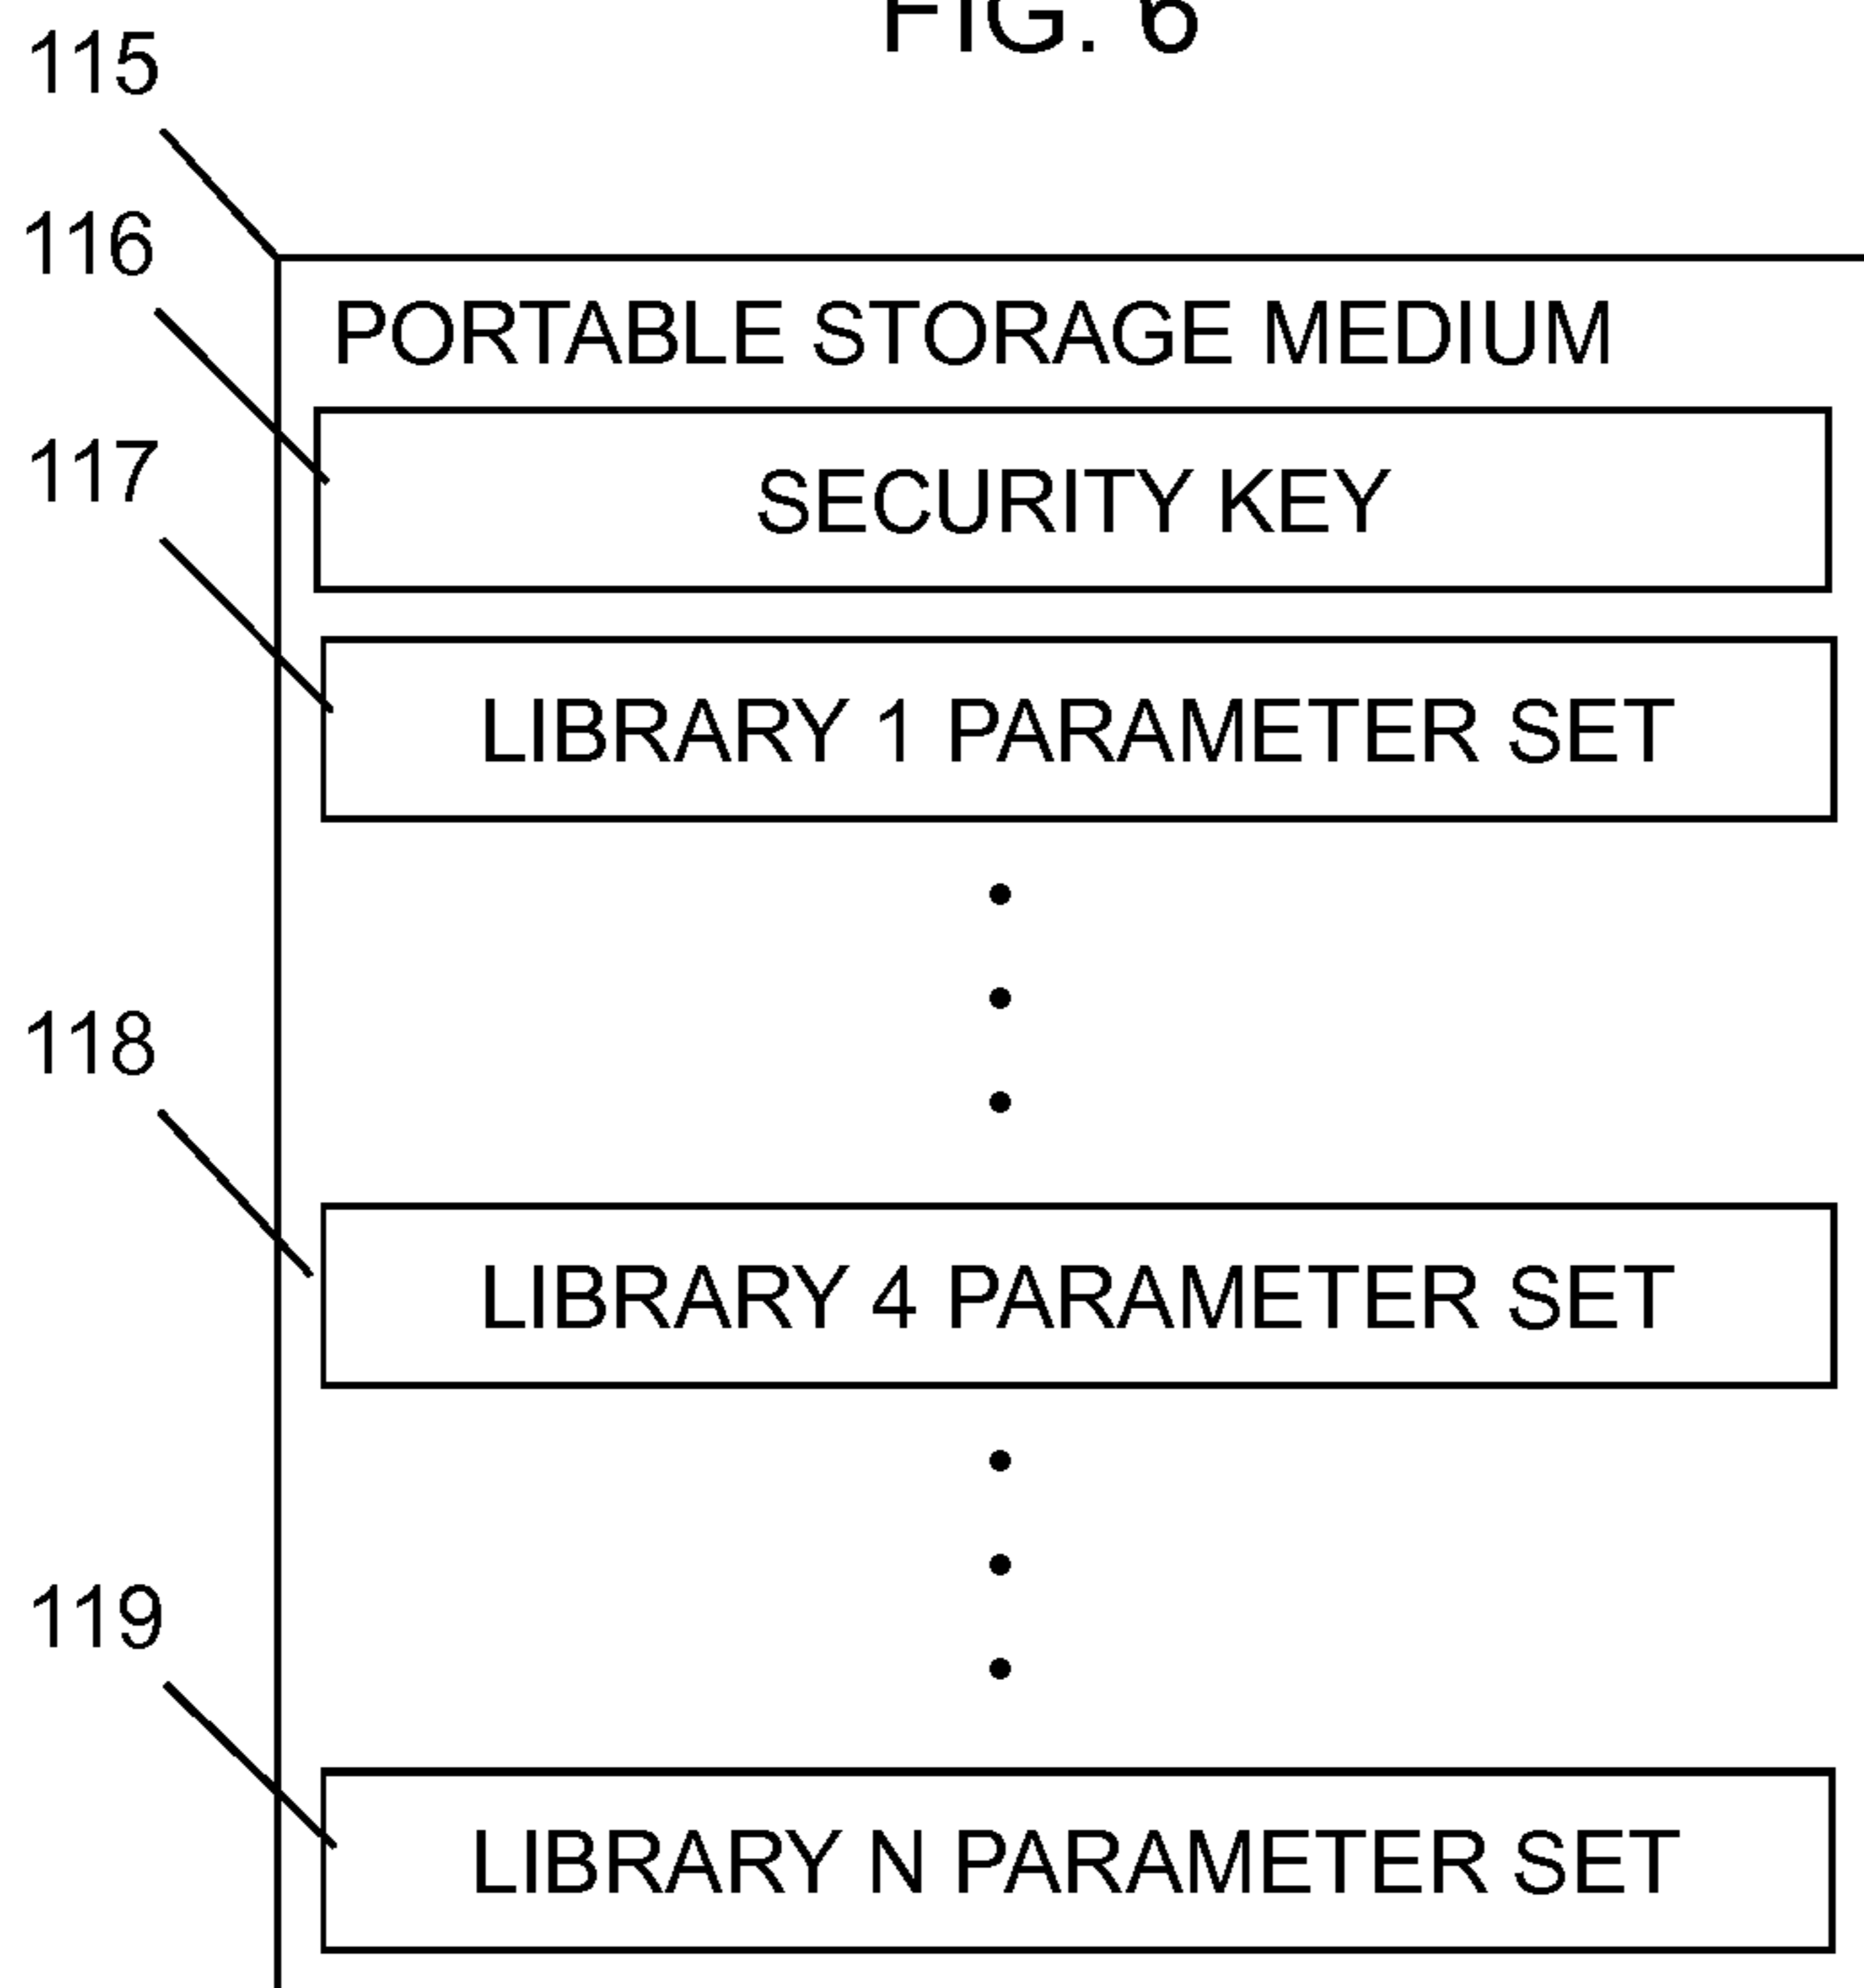 FIG. 6
115
116
PORTABLE STORAGE MEDIUM
117
SECURITY KEY
LIBRARY 1 PARAMETER SET
118
LIBRARY 4 PARAMETER SET
119
LIBRARY N PARAMETER SET